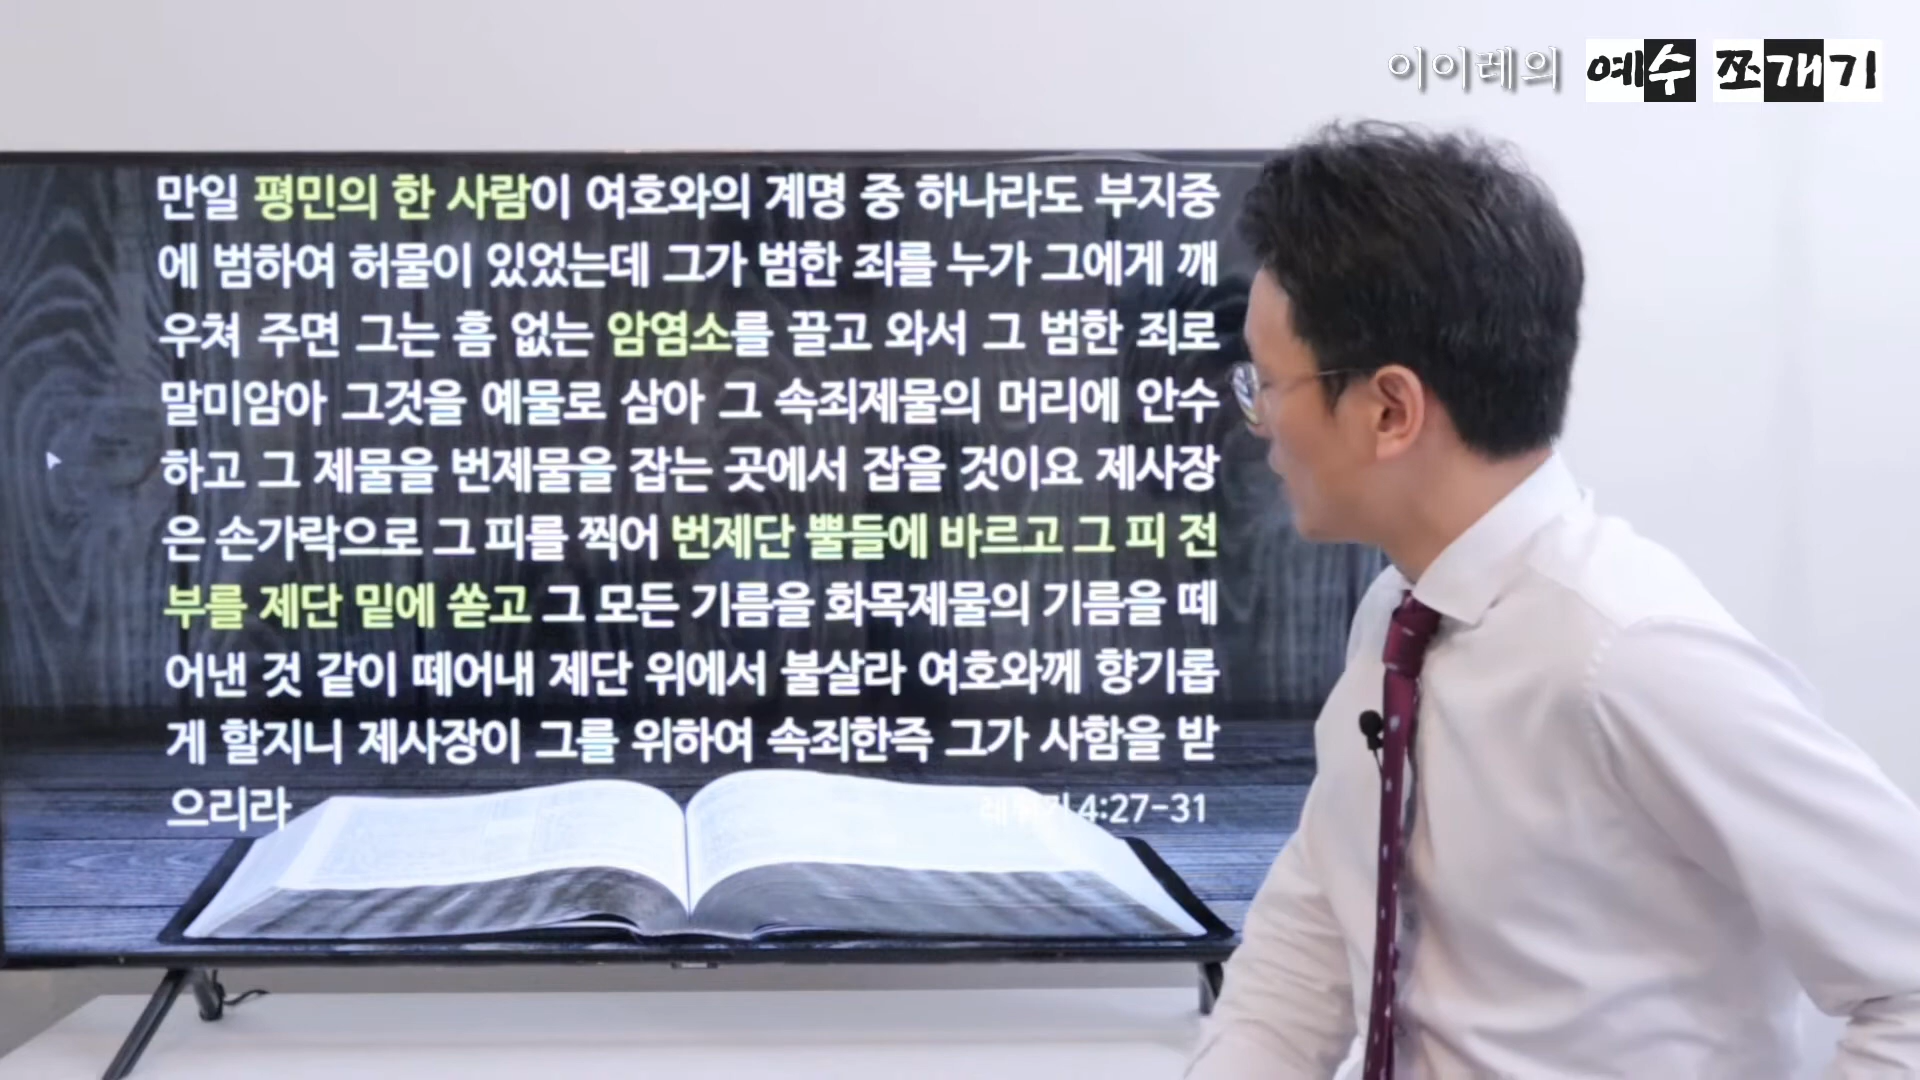 이이레의 예수 쪼개기
만일 평민의 한 사람이 여호와의 계명 중 하나라도 부지중
에 범하여 허물이 있었는데 그가 범한 죄를 누가 그에게 깨
우쳐 주면 그는 흠 없는 암염소를 끌고 와서 그 범한 죄로
말미암아 그것을 예물로 삼아 그 속죄제물의 머리에 안수
하고 그 제물을 번제물을 잡는 곳에서 잡을 것이요 제사장
은 손가락으로 그 피를 찍어 번제단 뿔들에 바르고 그 피 전
부를 제단 밑에 쏟고 그 모든 기름을 화목제물의 기름을 떼
어낸 것 같이 떼어내 제단 위에서 불살라 여호와께 향기롭
게 할지니 제사장이 그를 위하여 속죄한즉 그가 사함을 받
으리라
레위기 4:27-31